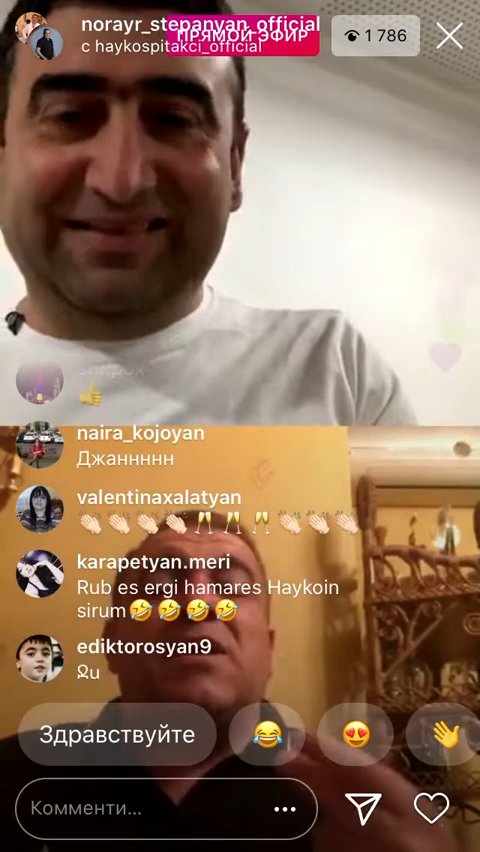 norayr_stepanyan_official
с haykospitakci_official
ПРЯМОЙ ЭФИР
1 786
naira_kojoyan
Джаннннн
valentinaxalatyan
👏🏻👏🏻👏🏻👏🏻🥂🥂🥂👏🏻👏🏻👏🏻
karapetyan.meri
Rub es ergi hamares Haykoin
sirum🤣🤣🤣🤣
ediktorosyan9
Ձս
Здравствуйте
Комменти...